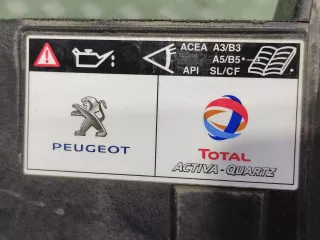 ACEA A3/B3
A5/B5*
API SL/CF
PEUGEOT
TOTAL
ACTIVA-QUARTZ